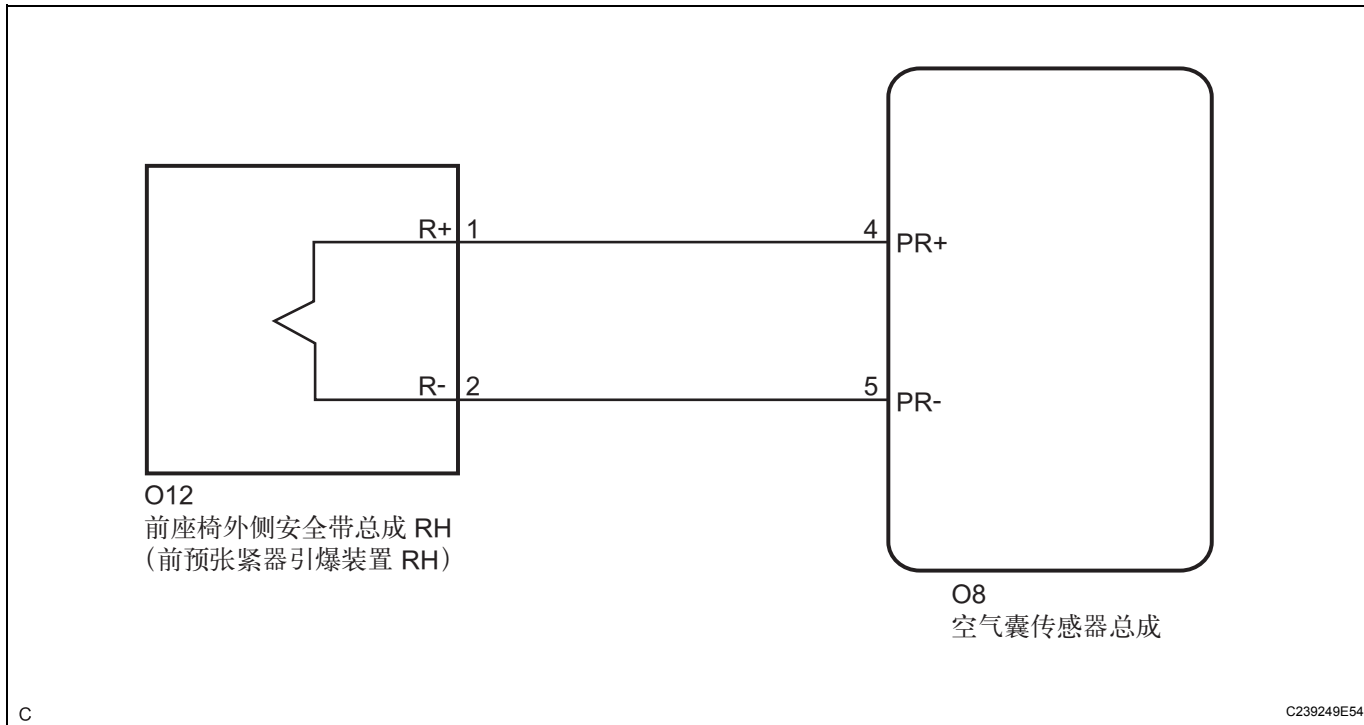 R+ 1 4 PR+
R- 2 5 PR-
O12
前座椅外侧安全带总成 RH
（前预张紧器引爆装置 RH）
O8
空气囊传感器总成
C C239249E54